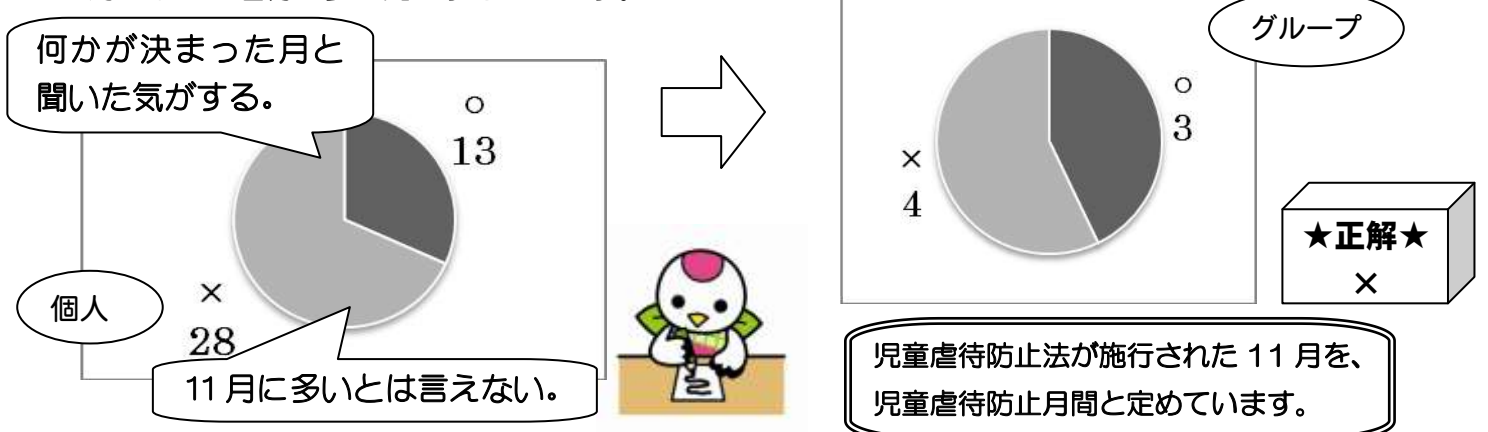 何かが決まった月と
聞いた気がする。
○
13
個人
×
28
11月に多いとは言えない。
グループ
○
3
×
4
★正解★
×
児童虐待防止法が施行された 11 月を、
児童虐待防止月間と定めています。